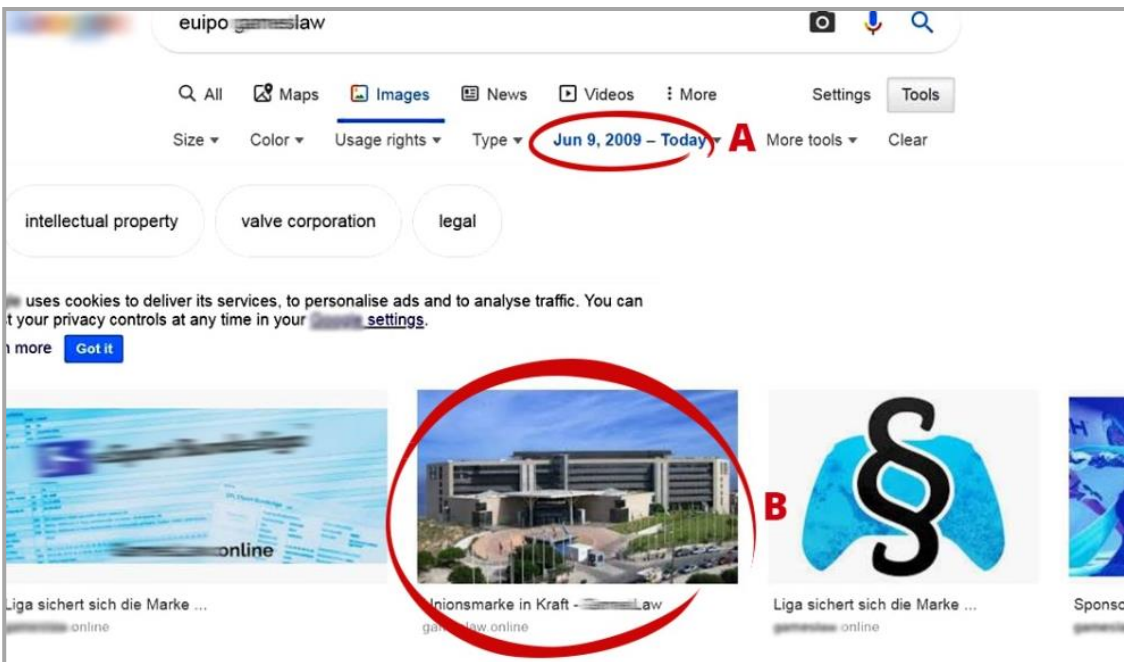 euipo law
All Maps Images News Videos More Settings Tools
Size Color Usage rights Type Jun 9, 2009 – Today A More tools Clear
intellectual property valve corporation legal
uses cookies to deliver its services, to personalise ads and to analyse traffic. You can
t your privacy controls at any time in your settings.
more Got it
B
online
Liga sichert sich die Marke ... Unionsmarke in Kraft - Law Liga sichert sich die Marke ... Sponso
online law.online online